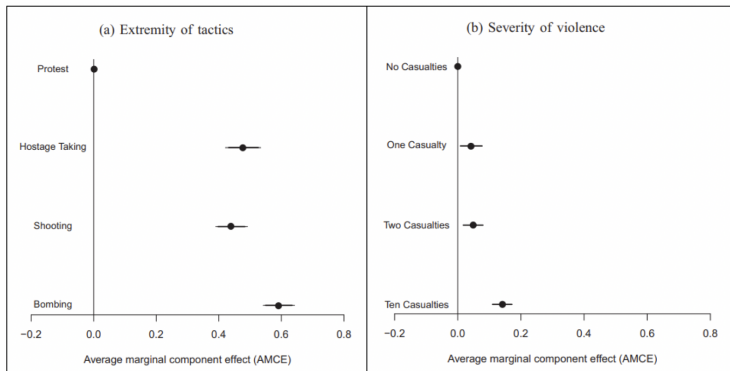 (a) Extremity of tactics
Protest
Hostage Taking
Shooting
Bombing
−0.2 0.0 0.2 0.4 0.6 0.8
Average marginal component effect (AMCE)
(b) Severity of violence
No Casualties
One Casualty
Two Casualties
Ten Casualties
−0.2 0.0 0.2 0.4 0.6 0.8
Average marginal component effect (AMCE)